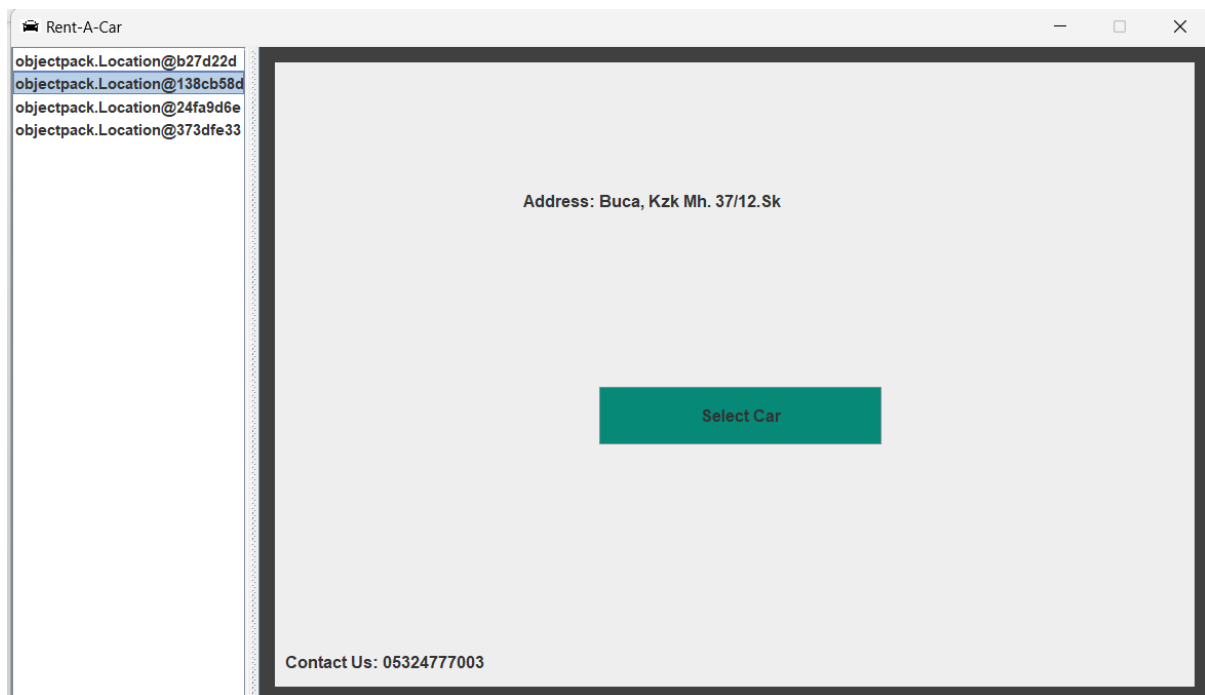 Rent-A-Car
objectpack.Location@b27d22d
objectpack.Location@138cb58d
objectpack.Location@24fa9d6e
objectpack.Location@373dfe33
Address: Buca, Kzk Mh. 37/12.Sk
Select Car
Contact Us: 05324777003